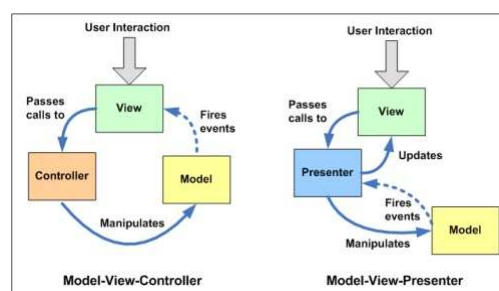 User Interaction
Passes
calls to
View
Fires
events
Controller
Model
Manipulates
Model-View-Controller
User Interaction
Passes
calls to
View
Updates
Presenter
Fires
events
Manipulates
Model
Model-View-Presenter